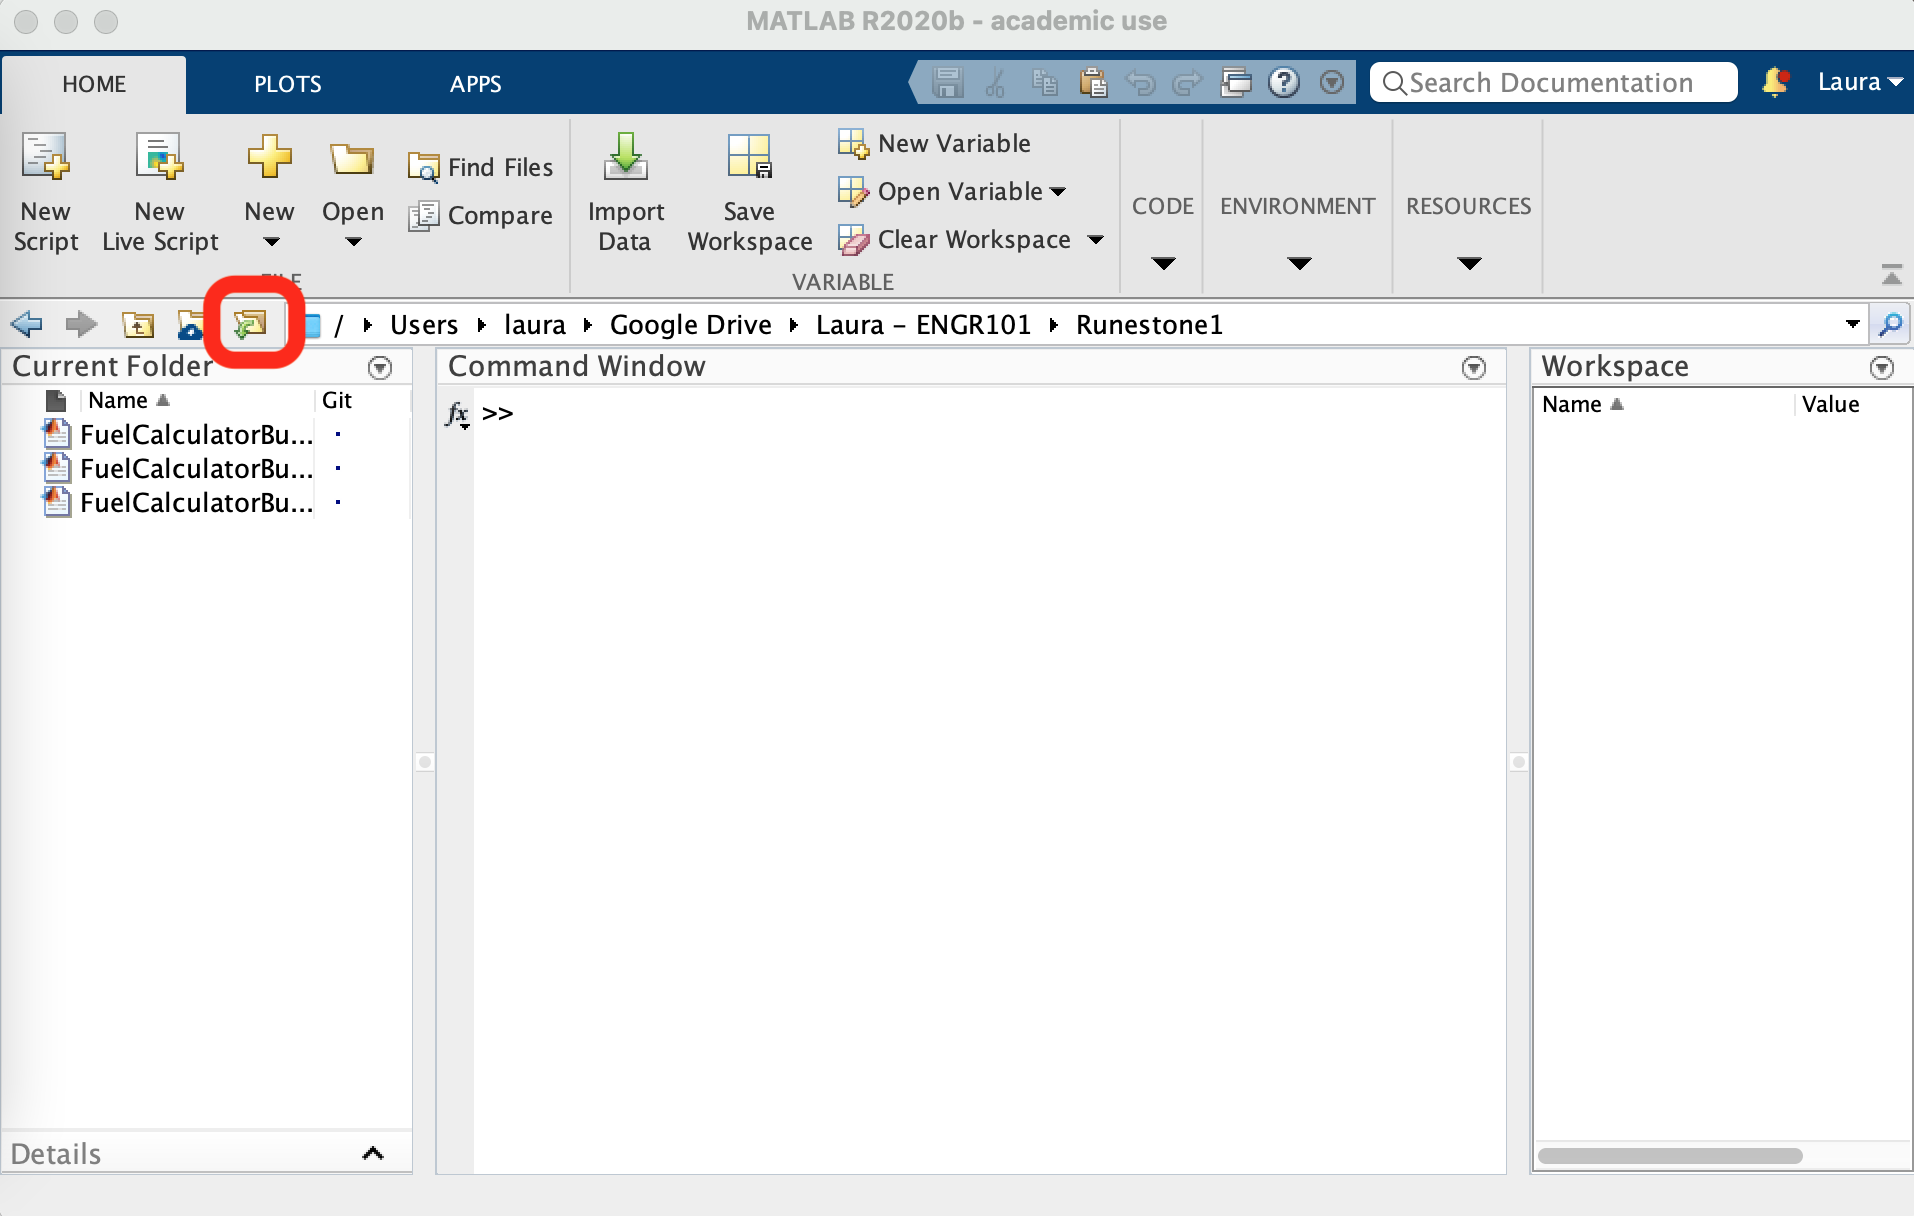 MATLAB R2020b - academic use
HOME PLOTS APPS Search Documentation Laura
New Script
New Live Script
New
Open
Find Files
Compare
FILE
Import Data
Save Workspace
New Variable
Open Variable
Clear Workspace
VARIABLE
CODE
ENVIRONMENT
RESOURCES
/ Users laura Google Drive Laura – ENGR101 Runestone1
Current Folder
Name Git
FuelCalculatorBu...
FuelCalculatorBu...
FuelCalculatorBu...
Details
Command Window
fx >>
Workspace
Name Value